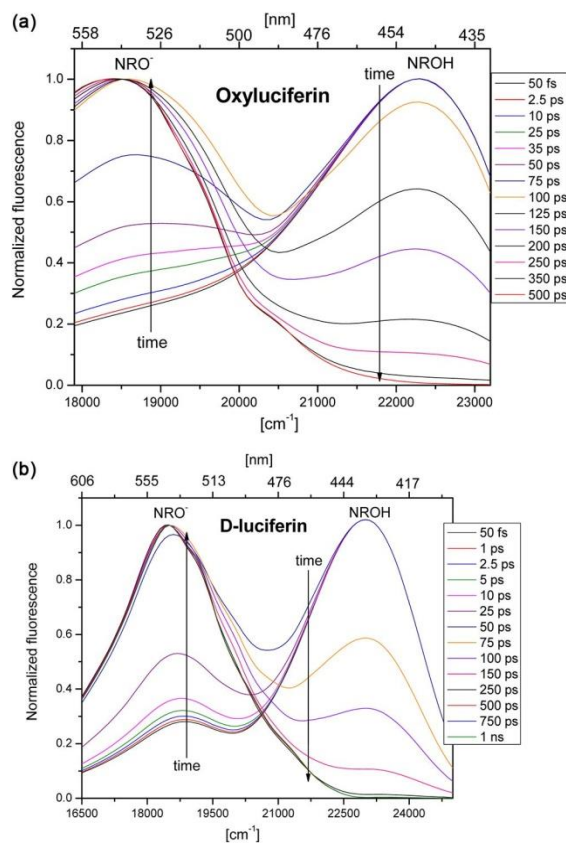 (a)
[nm]
558 526 500 476 454 435
NRO⁻
NROH
Oxyluciferin
time
time
Normalized fluorescence
1.0
0.8
0.6
0.4
0.2
0.0
18000 19000 20000 21000 22000 23000
[cm⁻¹]
50 fs
2.5 ps
10 ps
25 ps
35 ps
50 ps
75 ps
100 ps
125 ps
150 ps
200 ps
250 ps
350 ps
500 ps
(b)
[nm]
606 555 513 476 444 417
NRO⁻
NROH
D-luciferin
time
time
Normalized fluorescence
1.0
0.8
0.6
0.4
0.2
0.0
16500 18000 19500 21000 22500 24000
[cm⁻¹]
50 fs
1 ps
2.5 ps
5 ps
10 ps
25 ps
50 ps
75 ps
100 ps
150 ps
250 ps
500 ps
750 ps
1 ns